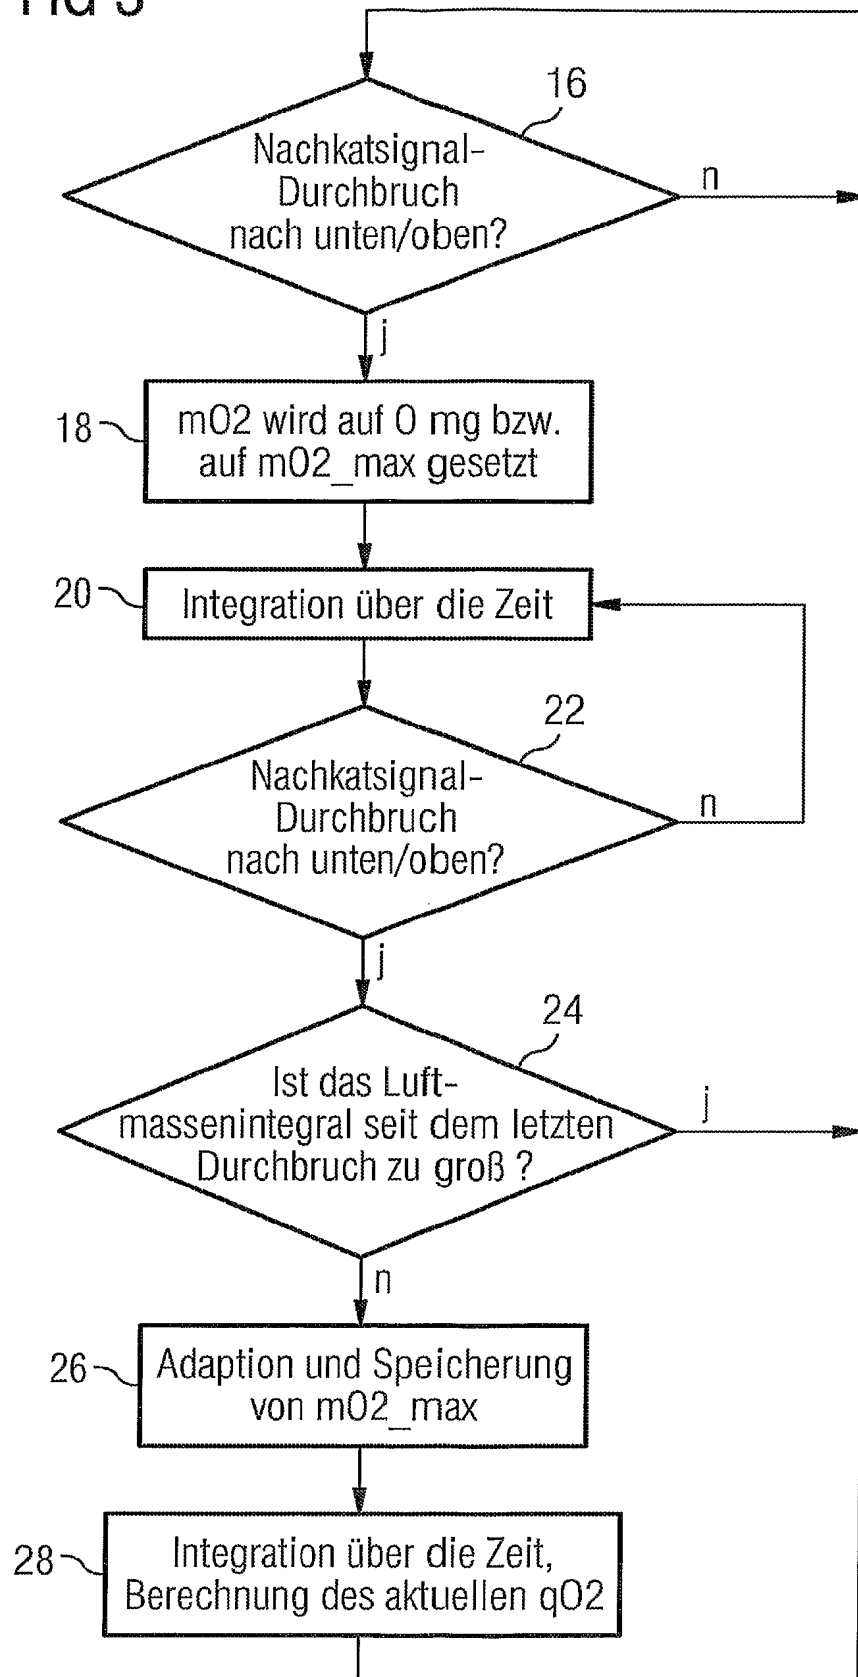 FIG 3
16
Nachkatsignal-
Durchbruch
nach unten/oben?
n
j
18
mO2 wird auf 0 mg bzw.
auf mO2_max gesetzt
20
Integration über die Zeit
22
Nachkatsignal-
Durchbruch
nach unten/oben?
n
j
24
Ist das Luft-
massenintegral seit dem letzten
Durchbruch zu groß ?
j
n
26
Adaption und Speicherung
von mO2_max
28
Integration über die Zeit,
Berechnung des aktuellen qO2